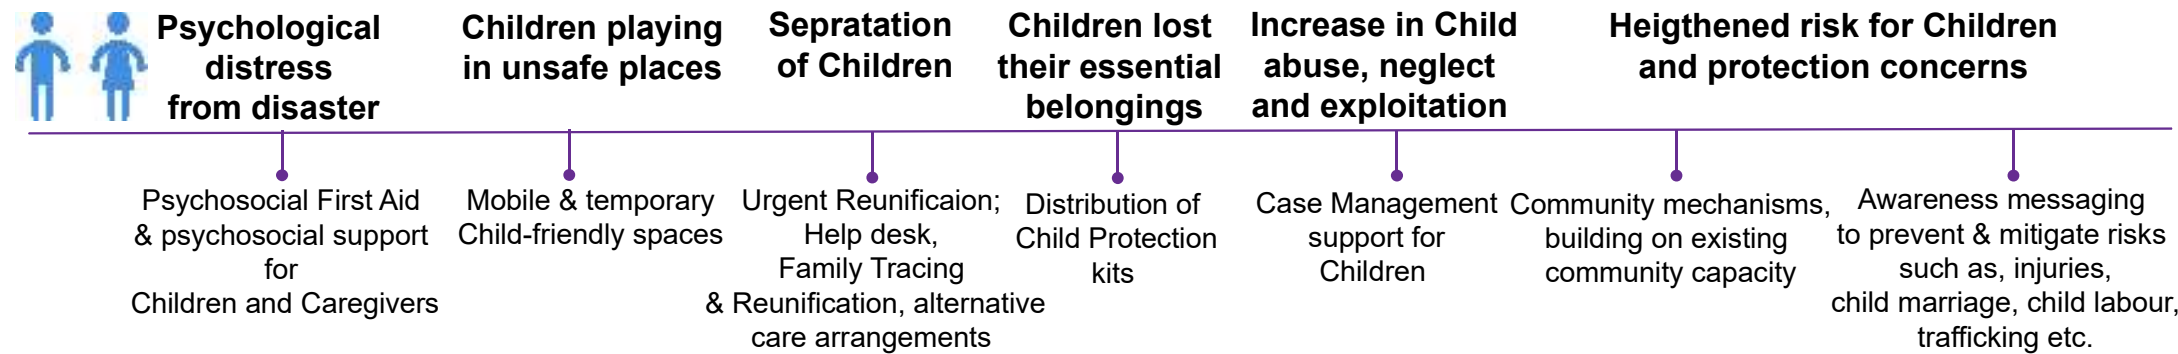 Psychological
distress
from disaster
Children playing
in unsafe places
Sepratation
of Children
Children lost
their essential
belongings
Increase in Child
abuse, neglect
and exploitation
Heigthened risk for Children
and protection concerns
Psychosocial First Aid
& psychosocial support
for
Children and Caregivers
Mobile & temporary
Child-friendly spaces
Urgent Reunificaion;
Help desk,
Family Tracing
& Reunification, alternative
care arrangements
Distribution of
Child Protection
kits
Case Management
support for
Children
Community mechanisms,
building on existing
community capacity
Awareness messaging
to prevent & mitigate risks
such as, injuries,
child marriage, child labour,
trafficking etc.